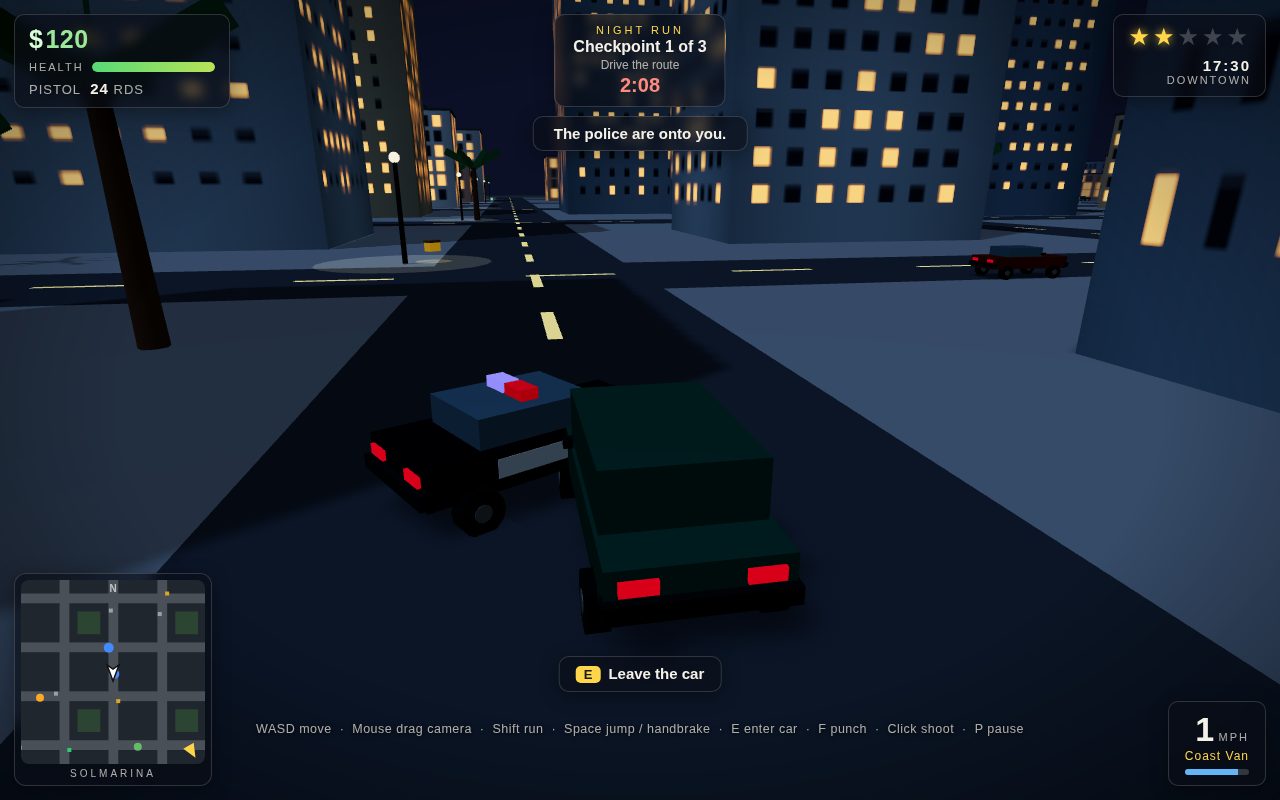 $120
HEALTH
PISTOL 24 RDS
NIGHT RUN
Checkpoint 1 of 3
Drive the route
2:08
The police are onto you.
17:30
DOWNTOWN
E Leave the car
WASD move · Mouse drag camera · Shift run · Space jump / handbrake · E enter car · F punch · Click shoot · P pause
N
SOLMARINA
1 MPH
Coast Van